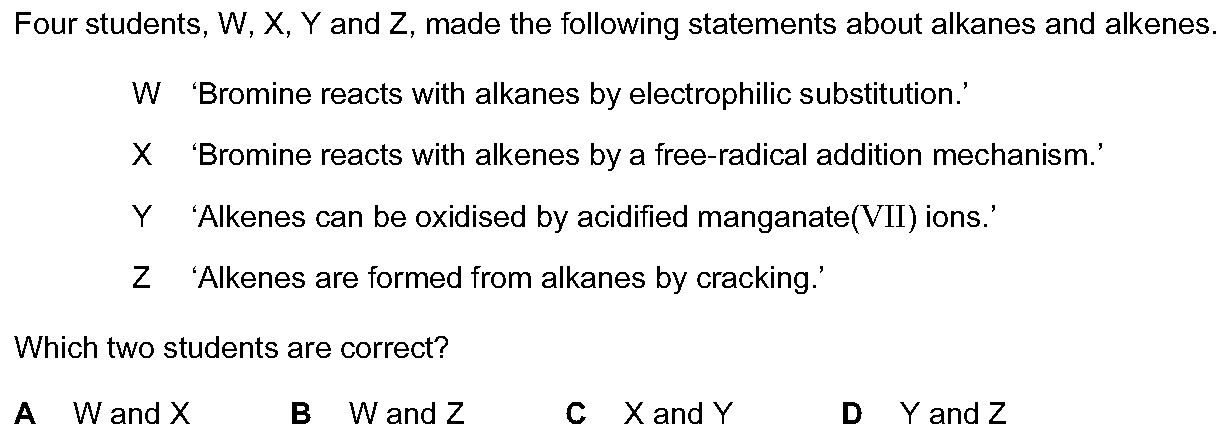 Four students, W, X, Y and Z, made the following statements about alkanes and alkenes.
W ‘Bromine reacts with alkanes by electrophilic substitution.’
X ‘Bromine reacts with alkenes by a free-radical addition mechanism.’
Y ‘Alkenes can be oxidised by acidified manganate(VII) ions.’
Z ‘Alkenes are formed from alkanes by cracking.’
Which two students are correct?
A W and X B W and Z C X and Y D Y and Z